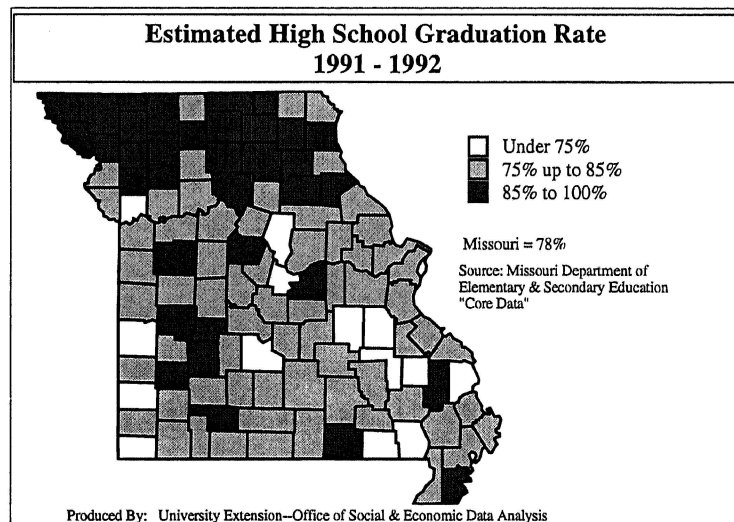 Estimated High School Graduation Rate
1991 - 1992
Under 75%
75% up to 85%
85% to 100%
Missouri = 78%
Source: Missouri Department of
Elementary & Secondary Education
"Core Data"
Produced By: University Extension--Office of Social & Economic Data Analysis